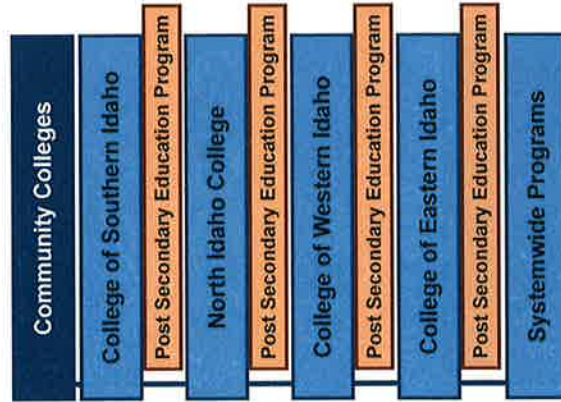 Community Colleges
College of Southern Idaho
Post Secondary Education Program
North Idaho College
Post Secondary Education Program
College of Western Idaho
Post Secondary Education Program
College of Eastern Idaho
Post Secondary Education Program
Systemwide Programs